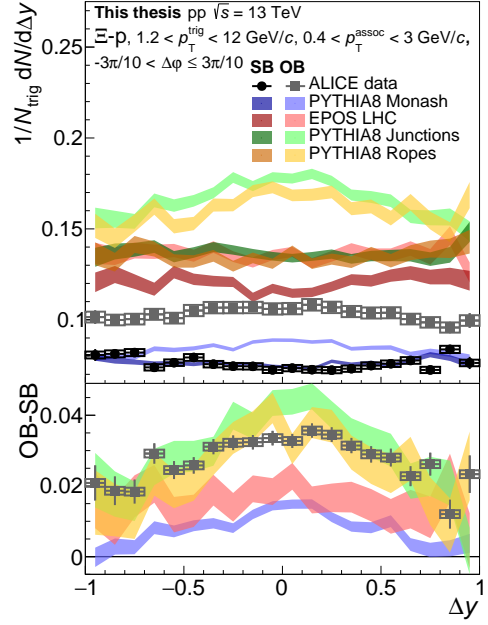 This thesis pp √s = 13 TeV
Ξ-p, 1.2 < p_T^trig < 12 GeV/c, 0.4 < p_T^assoc < 3 GeV/c,
-3π/10 < Δφ ≤ 3π/10
SB OB
ALICE data
PYTHIA8 Monash
EPOS LHC
PYTHIA8 Junctions
PYTHIA8 Ropes
1/N_trig dN/dΔy
0.25
0.2
0.15
0.1
OB-SB
0.04
0.02
0
−1 −0.5 0 0.5 1
Δy